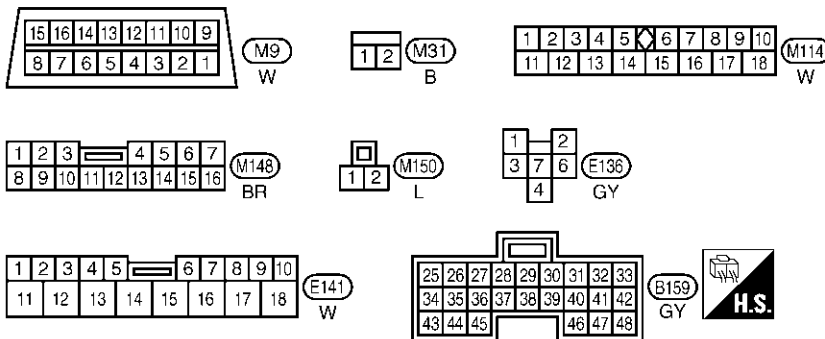 15 16 14 13 12 11 10 9
8 7 6 5 4 3 2 1
M9
W
1 2
M31
B
1 2 3 4 5 6 7 8 9 10
11 12 13 14 15 16 17 18
M114
W
1 2 3 4 5 6 7
8 9 10 11 12 13 14 15 16
M148
BR
1 2
M150
L
1 2
3 7 6
4
E136
GY
1 2 3 4 5 6 7 8 9 10
11 12 13 14 15 16 17 18
E141
W
25 26 27 28 29 30 31 32 33
34 35 36 37 38 39 40 41 42
43 44 45 46 47 48
B159
GY
H.S.